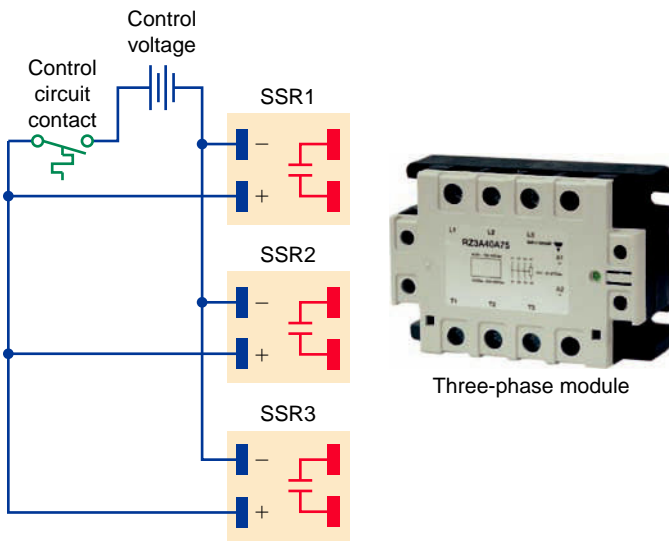 Control
voltage
Control
circuit
contact
SSR1
−
+
SSR2
−
+
SSR3
−
+
L1 L2 L3
RZ3A40A75
A1
A2
T1 T2 T3
Three-phase module